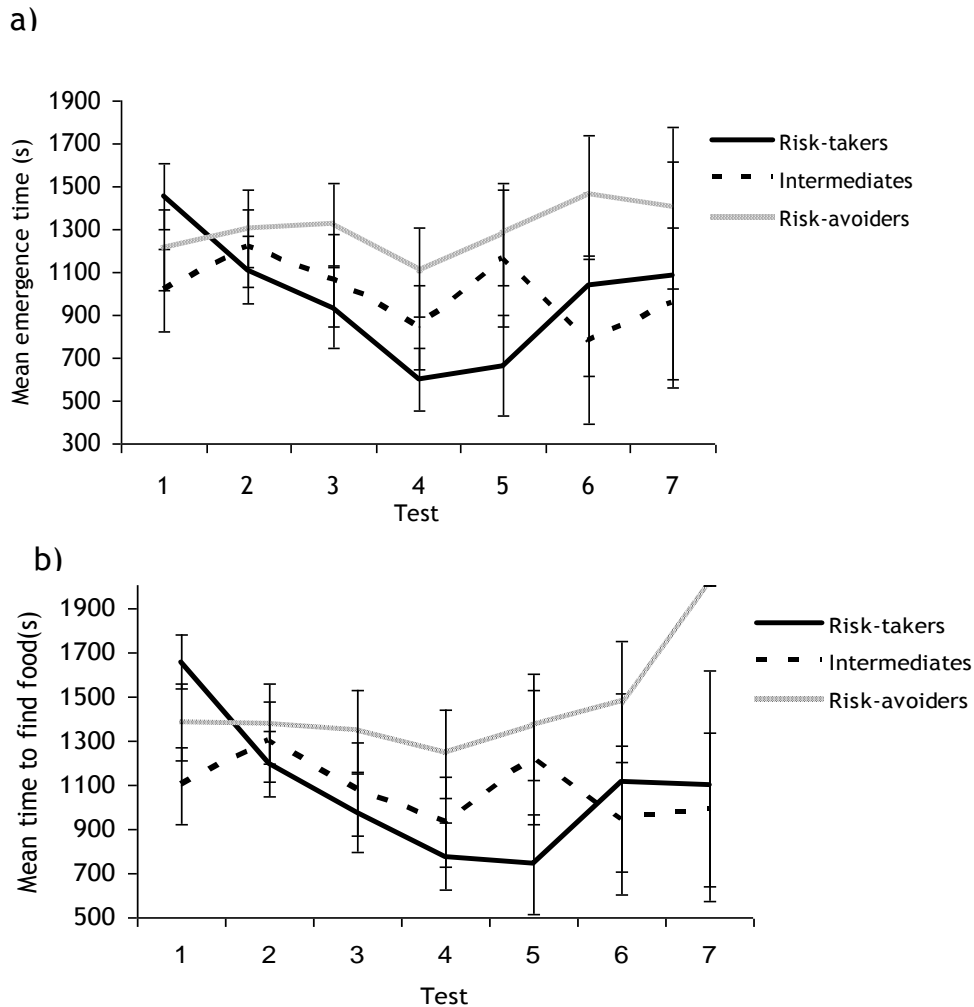 a)
Mean emergence time (s)
1900
1700
1500
1300
1100
900
700
500
300
1 2 3 4 5 6 7
Test
Risk-takers
Intermediates
Risk-avoiders
b)
Mean time to find food(s)
1900
1700
1500
1300
1100
900
700
500
1 2 3 4 5 6 7
Test
Risk-takers
Intermediates
Risk-avoiders